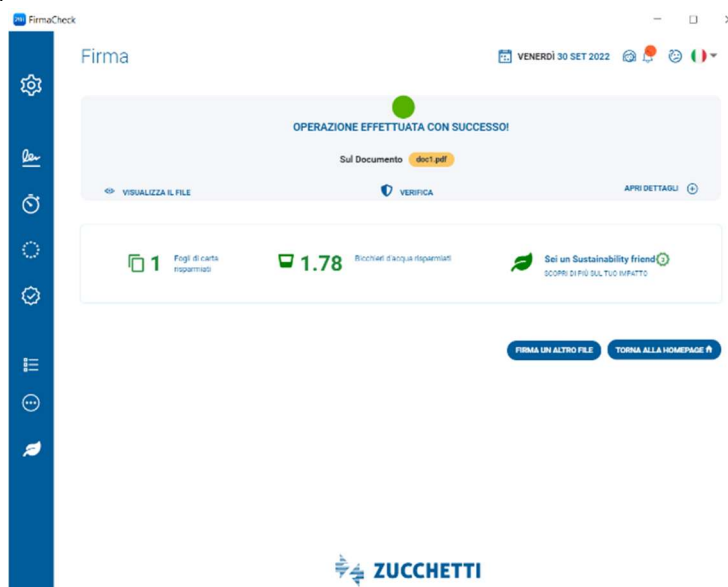 FirmaCheck
Firma
VENERDÌ 30 SET 2022
OPERAZIONE EFFETTUATA CON SUCCESSO!
Sul Documento doc1.pdf
VISUALIZZA IL FILE
VERIFICA
APRI DETTAGLI
1 Fogli di carta
risparmiati
1.78 Bicchieri d'acqua risparmiati
Sei un Sustainability friend
SCOPRI DI PIÙ SUL TUO IMPATTO
FIRMA UN ALTRO FILE
TORNA ALLA HOMEPAGE
ZUCCHETTI